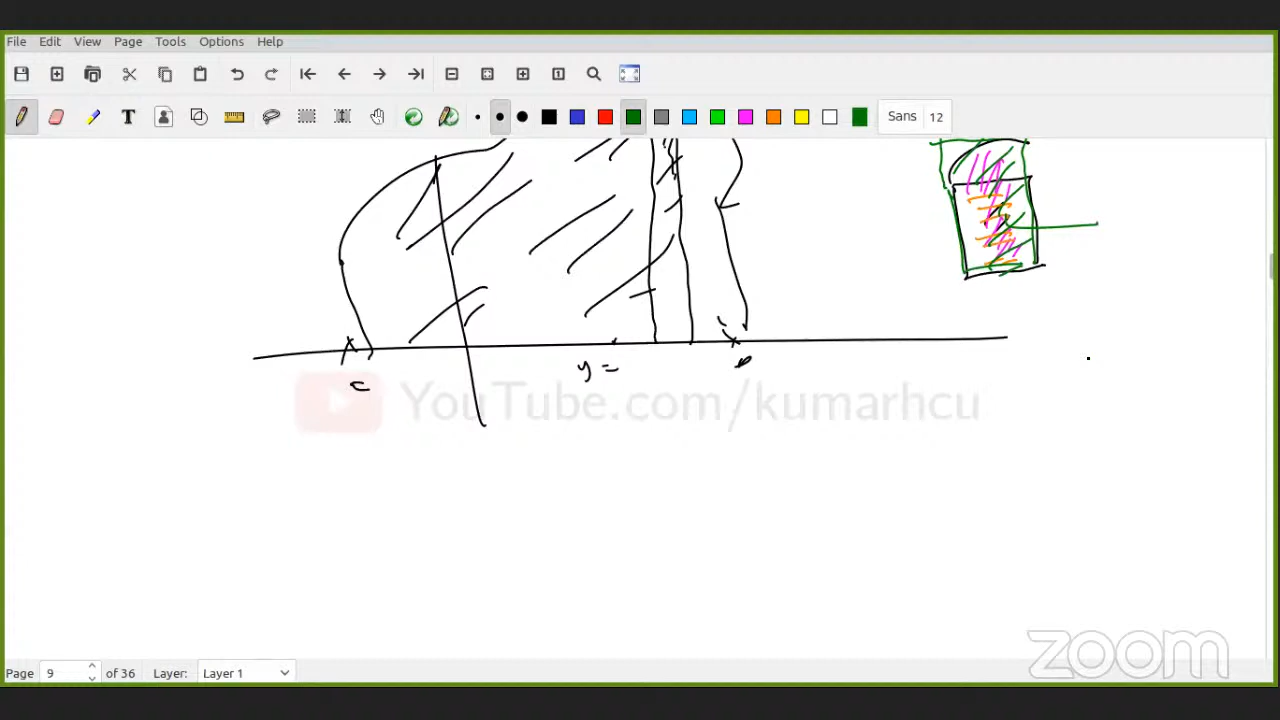 File Edit View Page Tools Options Help
T Sans 12
y =
c
YouTube.com/kumarhcu
zoom
Page 9 of 36 Layer: Layer 1